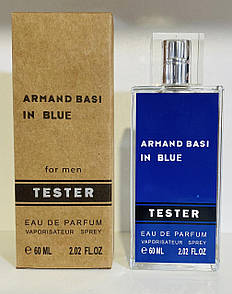 ARMAND BASI
IN BLUE
for men
TESTER
EAU DE PARFUM
VAPORISATEUR SPREY
℮ 60 ML 2.02 FL.OZ
ARMAND BASI
IN BLUE
TESTER
EAU DE PARFUM
VAPORISATEUR SPREY
℮ 60 ML 2.02 FL.OZ